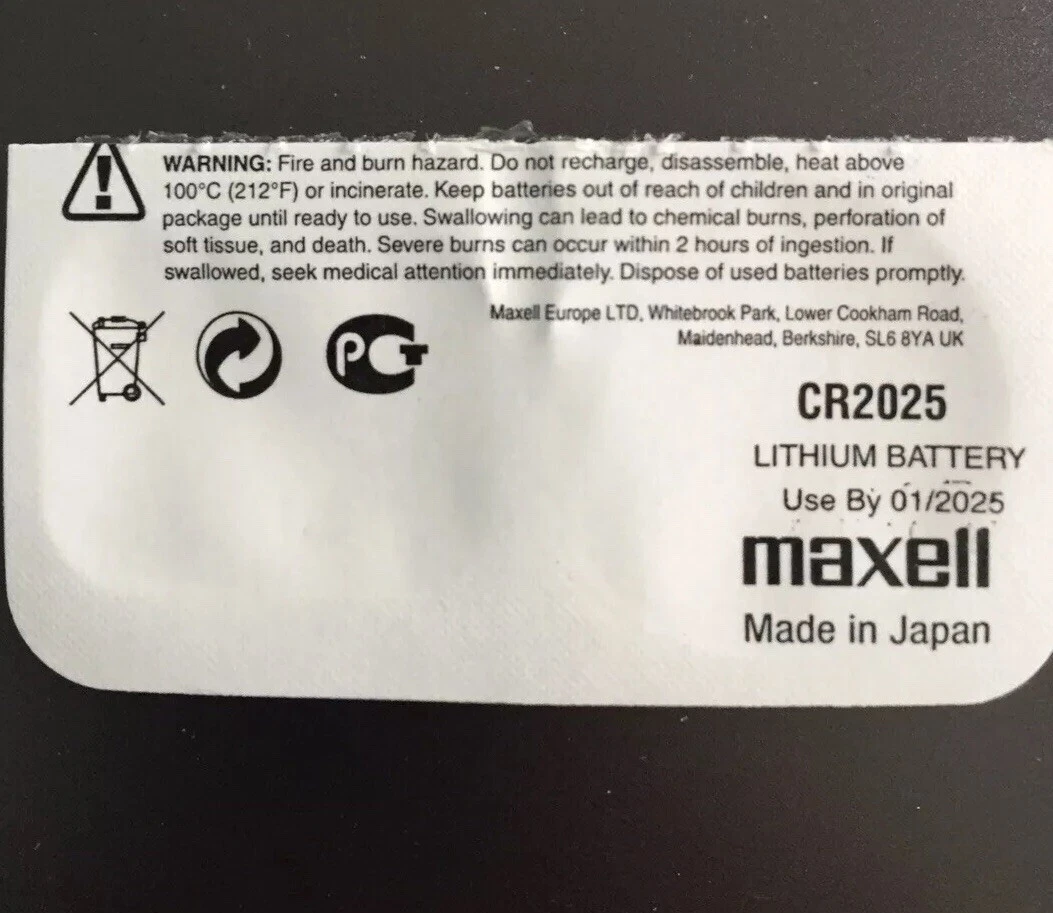 WARNING: Fire and burn hazard. Do not recharge, disassemble, heat above
100°C (212°F) or incinerate. Keep batteries out of reach of children and in original
package until ready to use. Swallowing can lead to chemical burns, perforation of
soft tissue, and death. Severe burns can occur within 2 hours of ingestion. If
swallowed, seek medical attention immediately. Dispose of used batteries promptly.
Maxell Europe LTD, Whitebrook Park, Lower Cookham Road,
Maidenhead, Berkshire, SL6 8YA UK
РСТ
CR2025
LITHIUM BATTERY
Use By 01/2025
maxell
Made in Japan